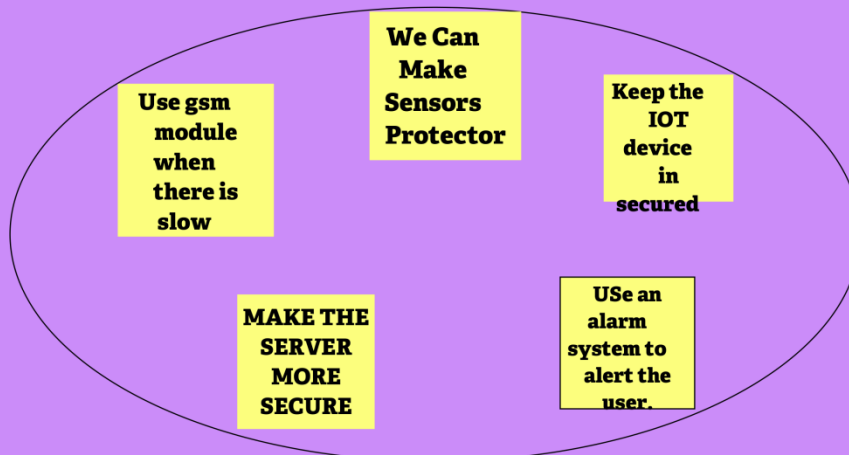 We Can
Make
Sensors
Protector
Use gsm
module
when
there is
slow
Keep the
IOT
device
in
secured
MAKE THE
SERVER
MORE
SECURE
USe an
alarm
system to
alert the
user.